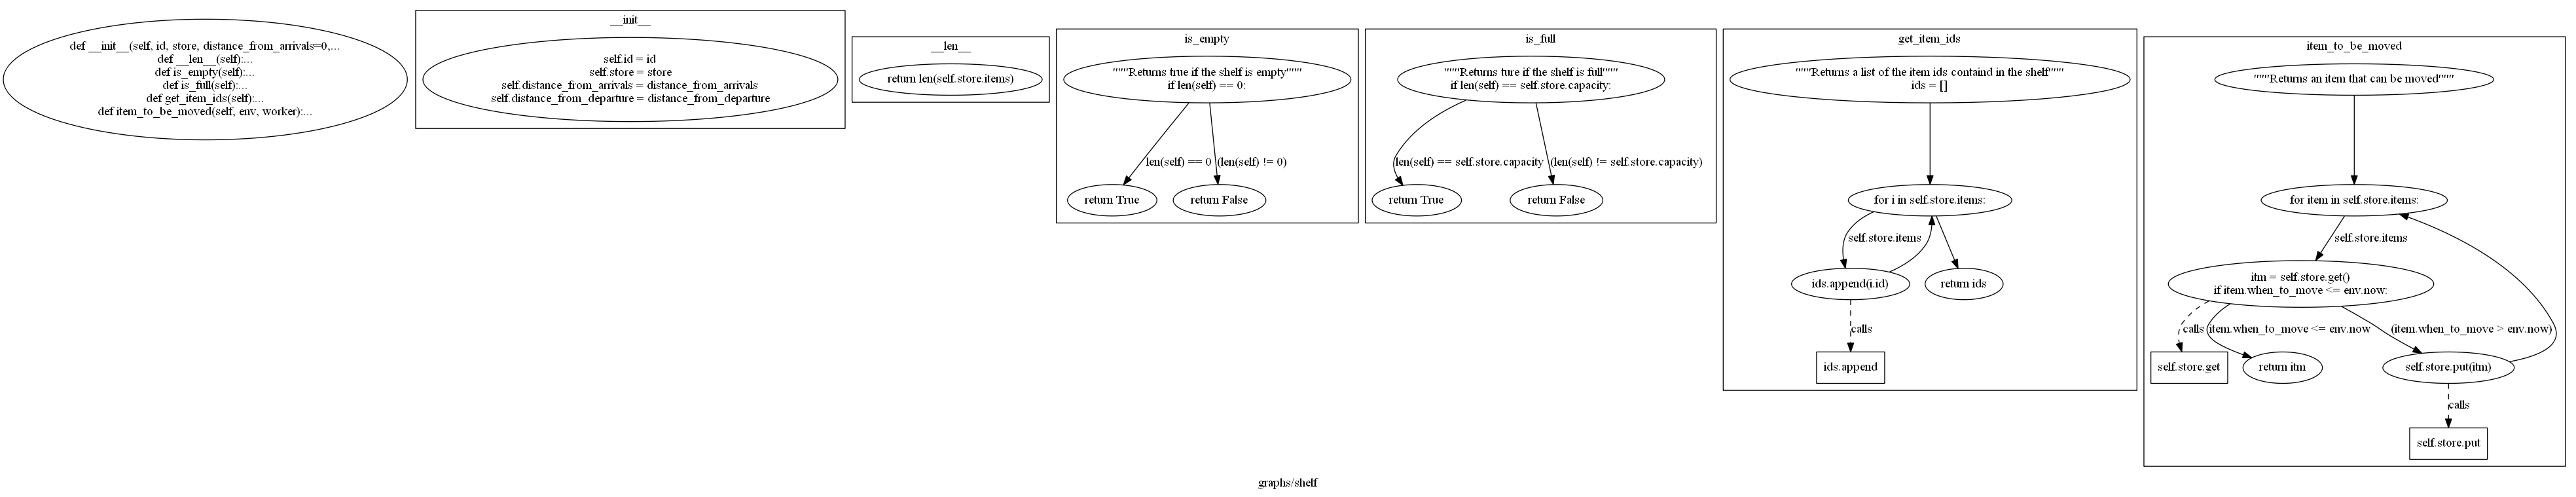 def __init__(self, id, store, distance_from_arrivals=0,...
def __len__(self):...
def is_empty(self):...
def is_full(self):...
def get_item_ids(self):...
def item_to_be_moved(self, env, worker):...
__init__
self.id = id
self.store = store
self.distance_from_arrivals = distance_from_arrivals
self.distance_from_departure = distance_from_departure
__len__
return len(self.store.items)
is_empty
"""Returns true if the shelf is empty"""
if len(self) == 0:
len(self) == 0
(len(self) != 0)
return True
return False
is_full
"""Returns ture if the shelf is full"""
if len(self) == self.store.capacity:
len(self) == self.store.capacity
(len(self) != self.store.capacity)
return True
return False
get_item_ids
"""Returns a list of the item ids containd in the shelf"""
ids = []
for i in self.store.items:
self.store.items
ids.append(i.id)
return ids
calls
ids.append
item_to_be_moved
"""Returns an item that can be moved"""
for item in self.store.items:
self.store.items
itm = self.store.get()
if item.when_to_move <= env.now:
calls
(item.when_to_move <= env.now
(item.when_to_move > env.now)
self.store.get
return itm
self.store.put(itm)
calls
self.store.put
graphs/shelf